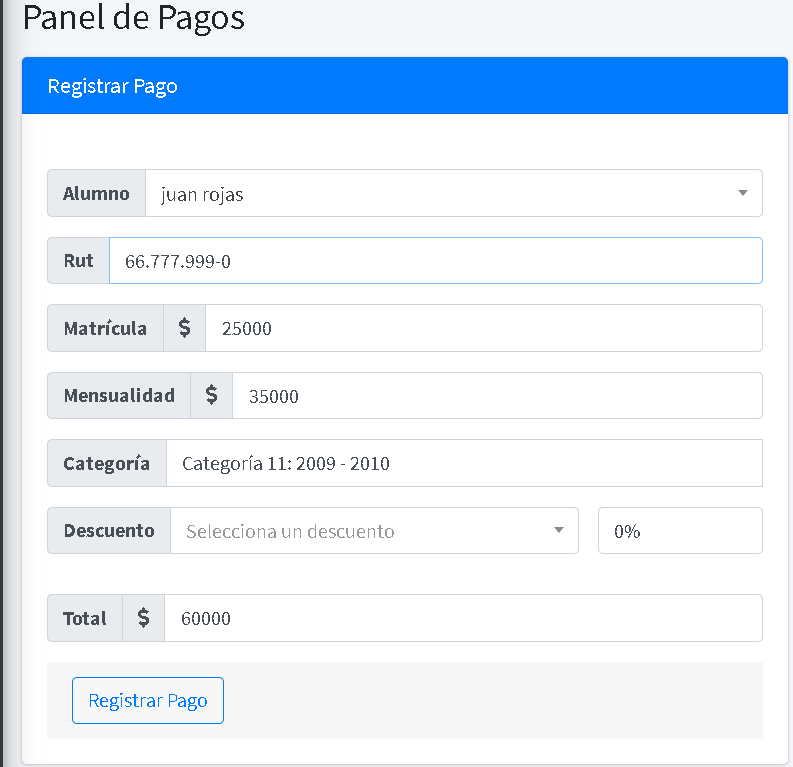 Panel de Pagos
Registrar Pago
Alumno juan rojas
Rut 66.777.999-0
Matrícula $ 25000
Mensualidad $ 35000
Categoría Categoría 11: 2009 - 2010
Descuento Selecciona un descuento 0%
Total $ 60000
Registrar Pago